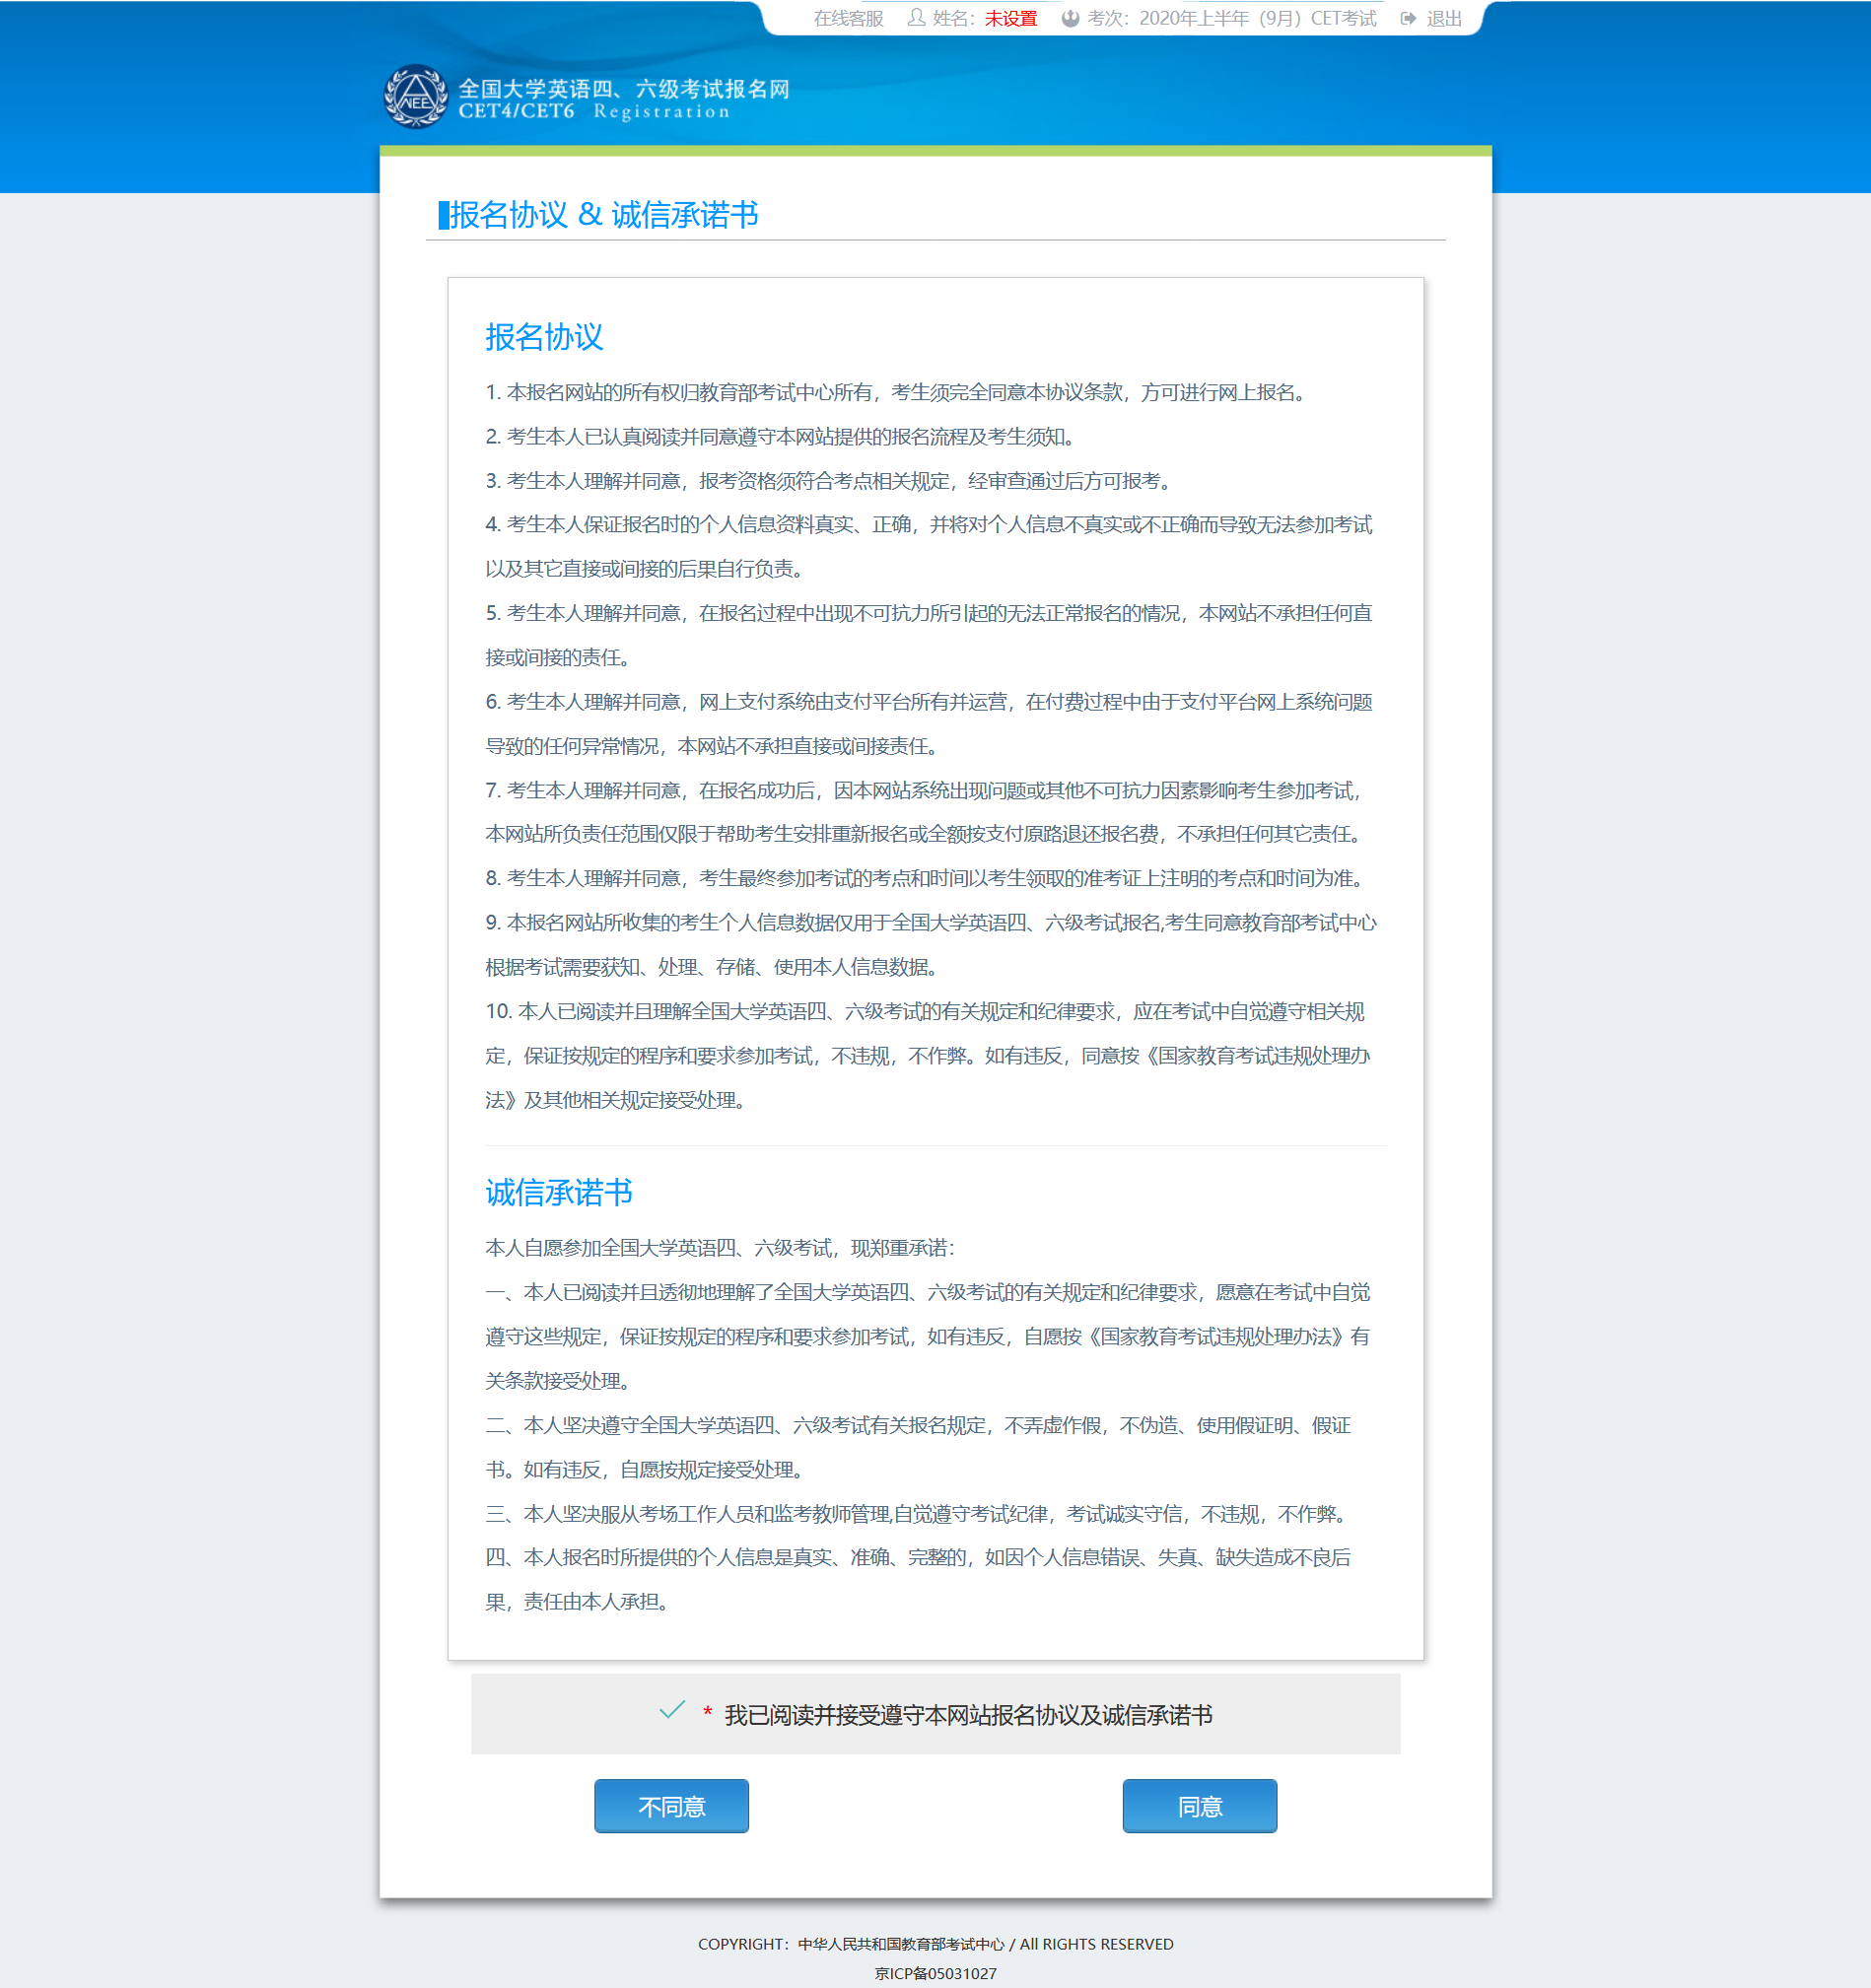 在线客服 姓名：未设置 考次：2020年上半年（9月）CET考试 退出
NEEA
全国大学英语四、六级考试报名网
CET4/CET6 Registration
报名协议 & 诚信承诺书
报名协议
1. 本报名网站的所有权归教育部考试中心所有，考生须完全同意本协议条款，方可进行网上报名。
2. 考生本人已认真阅读并同意遵守本网站提供的报名流程及考生须知。
3. 考生本人理解并同意，报考资格须符合考点相关规定，经审查通过后方可报考。
4. 考生本人保证报名时的个人信息资料真实、正确，并将对个人信息不真实或不正确而导致无法参加考试
以及其它直接或间接的后果自行负责。
5. 考生本人理解并同意，在报名过程中出现不可抗力所引起的无法正常报名的情况，本网站不承担任何直
接或间接的责任。
6. 考生本人理解并同意，网上支付系统由支付平台所有并运营，在付费过程中由于支付平台网上系统问题
导致的任何异常情况，本网站不承担直接或间接责任。
7. 考生本人理解并同意，在报名成功后，因本网站系统出现问题或其他不可抗力因素影响考生参加考试，
本网站所负责任范围仅限于帮助考生安排重新报名或全额按支付原路退还报名费，不承担任何其它责任。
8. 考生本人理解并同意，考生最终参加考试的考点和时间以考生领取的准考证上注明的考点和时间为准。
9. 本报名网站所收集的考生个人信息数据仅用于全国大学英语四、六级考试报名,考生同意教育部考试中心
根据考试需要获知、处理、存储、使用本人信息数据。
10. 本人已阅读并且理解全国大学英语四、六级考试的有关规定和纪律要求，应在考试中自觉遵守相关规
定，保证按规定的程序和要求参加考试，不违规，不作弊。如有违反，同意按《国家教育考试违规处理办
法》及其他相关规定接受处理。
诚信承诺书
本人自愿参加全国大学英语四、六级考试，现郑重承诺：
一、本人已阅读并且透彻地理解了全国大学英语四、六级考试的有关规定和纪律要求，愿意在考试中自觉
遵守这些规定，保证按规定的程序和要求参加考试，如有违反，自愿按《国家教育考试违规处理办法》有
关条款接受处理。
二、本人坚决遵守全国大学英语四、六级考试有关报名规定，不弄虚作假，不伪造、使用假证明、假证
书。如有违反，自愿按规定接受处理。
三、本人坚决服从考场工作人员和监考教师管理,自觉遵守考试纪律，考试诚实守信，不违规，不作弊。
四、本人报名时所提供的个人信息是真实、准确、完整的，如因个人信息错误、失真、缺失造成不良后
果，责任由本人承担。
* 我已阅读并接受遵守本网站报名协议及诚信承诺书
不同意 同意
COPYRIGHT：中华人民共和国教育部考试中心 / All RIGHTS RESERVED
京ICP备05031027